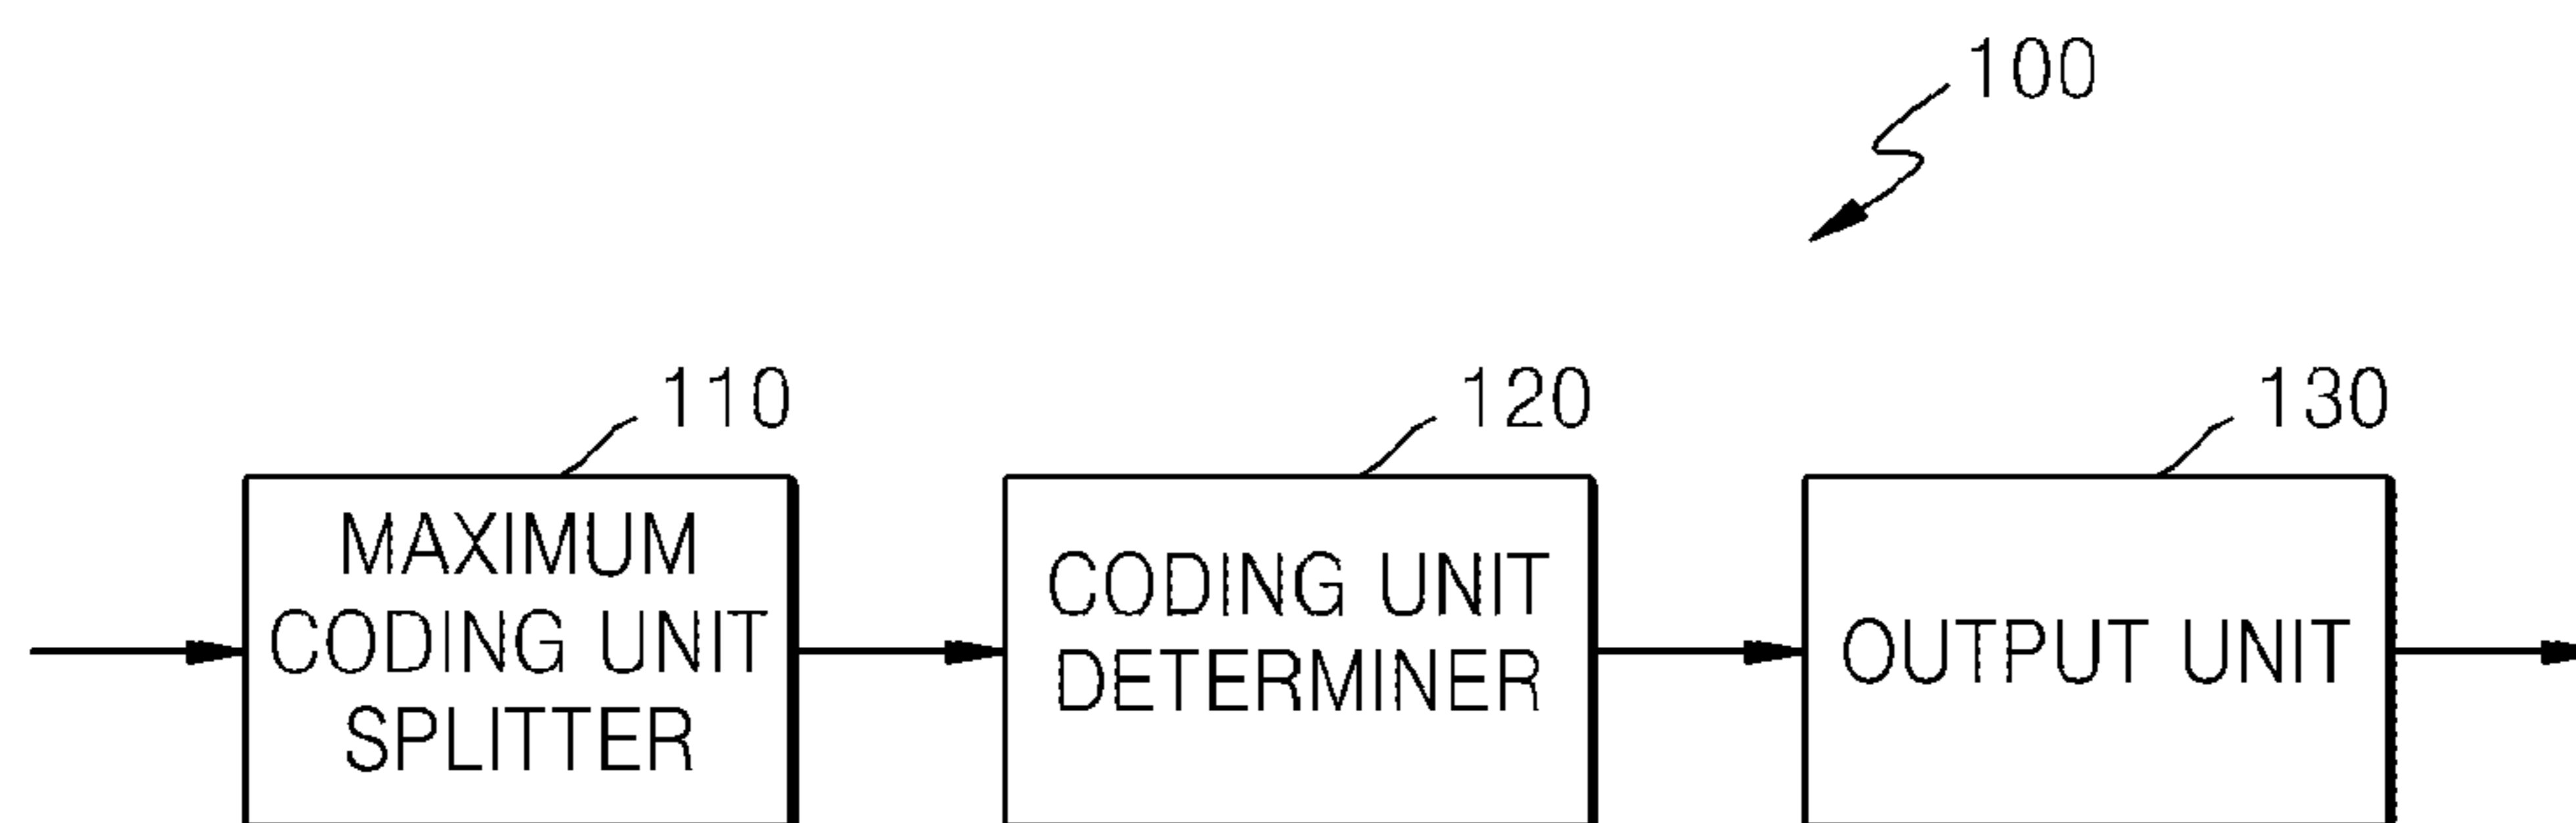 100
110
120
130
MAXIMUM
CODING UNIT
SPLITTER
CODING UNIT
DETERMINER
OUTPUT UNIT